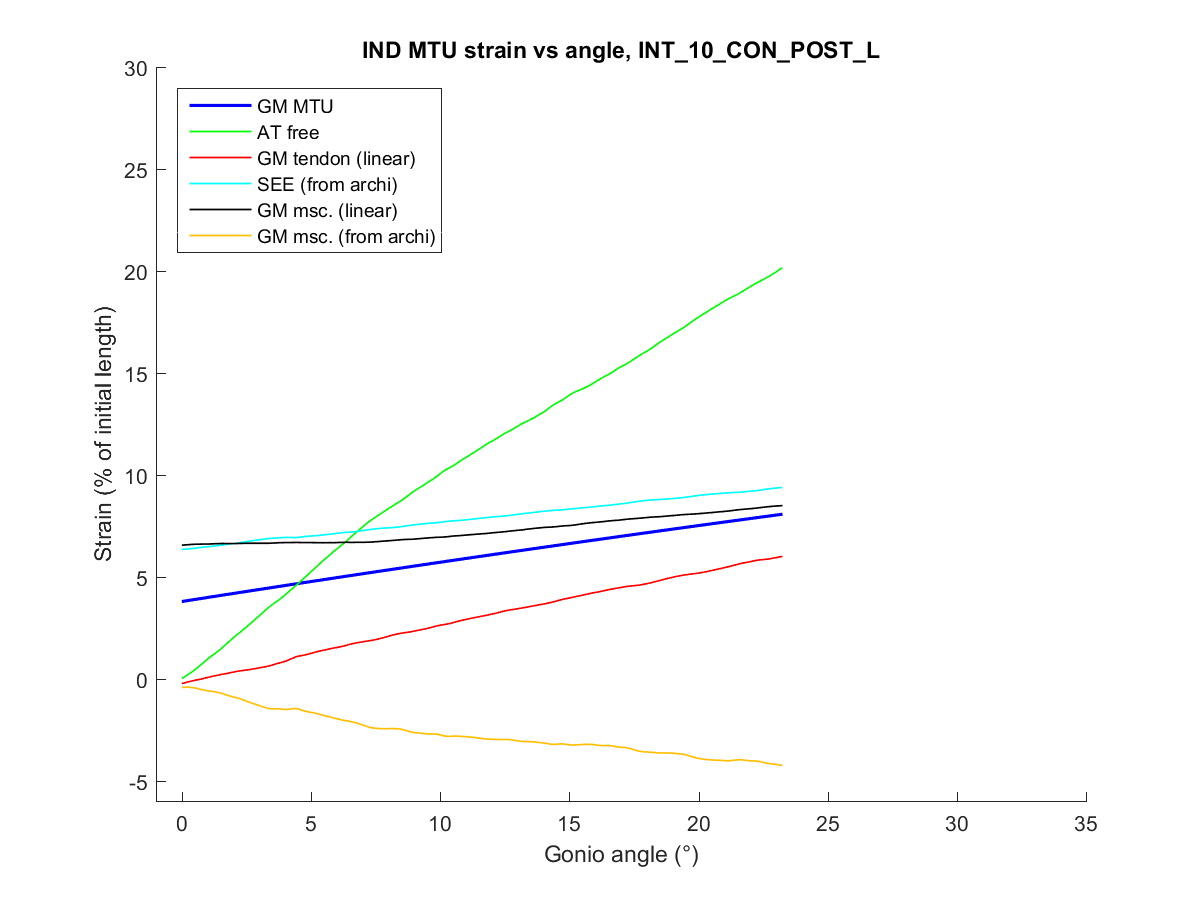 IND MTU strain vs angle, INT_10_CON_POST_L
30
25
20
15
10
5
0
-5
Strain (% of initial length)
GM MTU
AT free
GM tendon (linear)
SEE (from archi)
GM msc. (linear)
GM msc. (from archi)
0 5 10 15 20 25 30 35
Gonio angle (°)